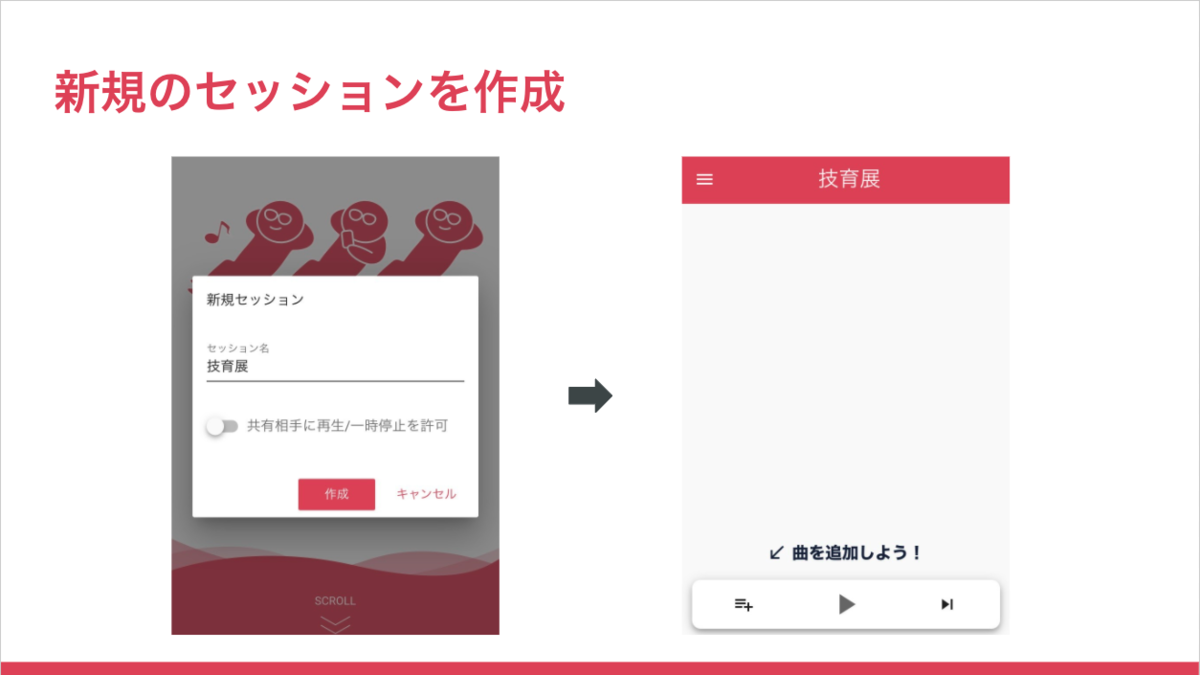 新規のセッションを作成
新規セッション
セッション名
技育展
共有相手に再生/一時停止を許可
作成
キャンセル
SCROLL
技育展
↙ 曲を追加しよう！